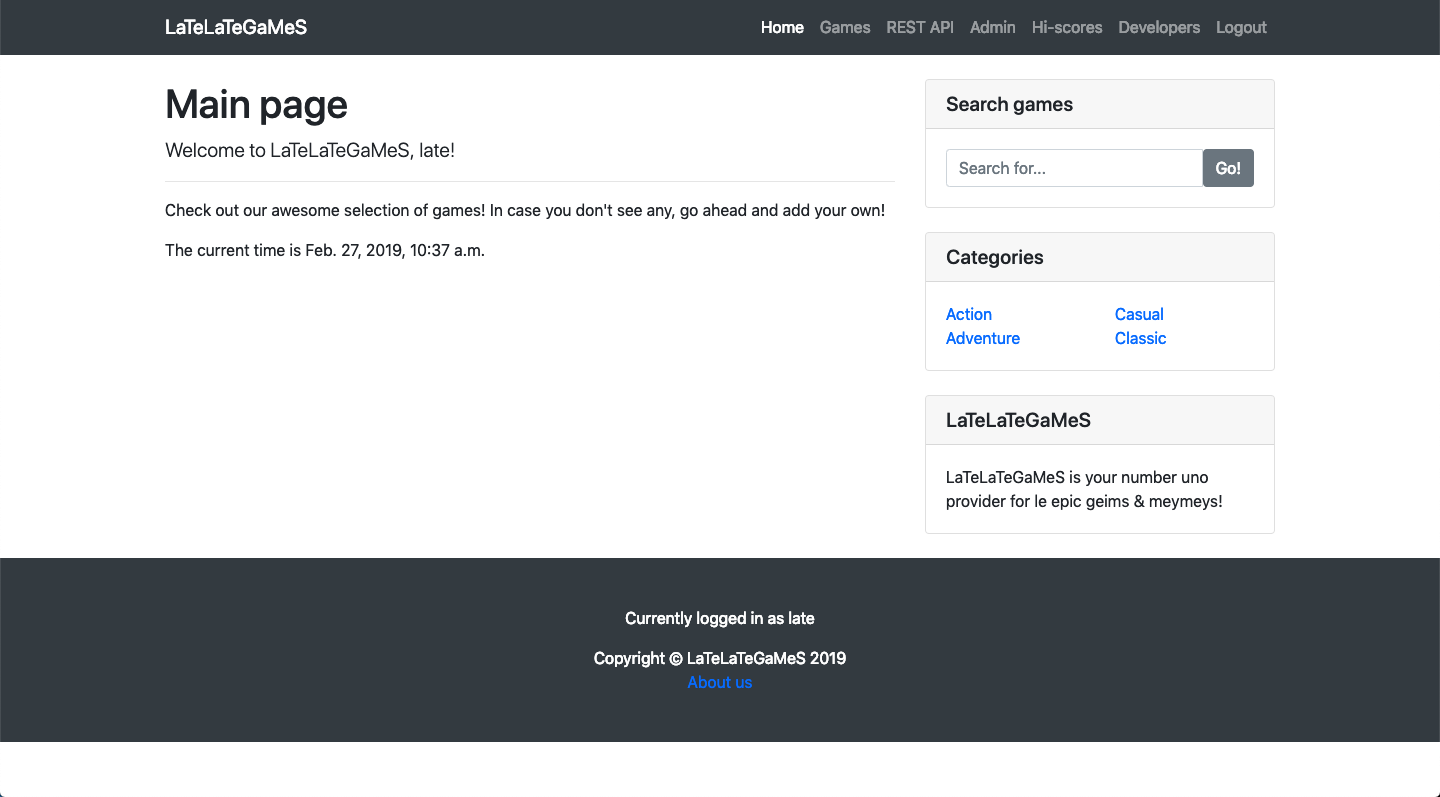 LaTeLaTeGaMeS
Home Games REST API Admin Hi-scores Developers Logout
Main page
Welcome to LaTeLaTeGaMeS, late!
Check out our awesome selection of games! In case you don't see any, go ahead and add your own!
The current time is Feb. 27, 2019, 10:37 a.m.
Search games
Search for... Go!
Categories
Action Casual
Adventure Classic
LaTeLaTeGaMeS
LaTeLaTeGaMeS is your number uno
provider for le epic geims & meymeys!
Currently logged in as late
Copyright © LaTeLaTeGaMeS 2019
About us